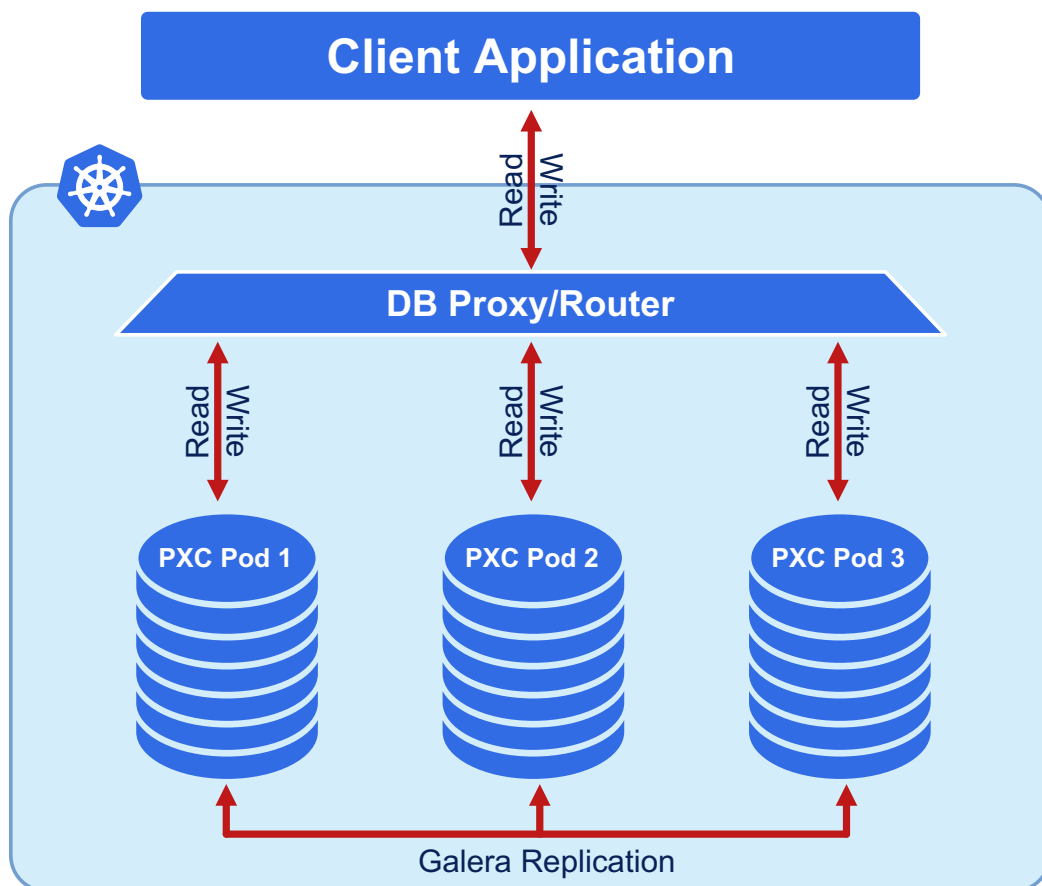 Client Application
Read
Write
DB Proxy/Router
Read
Write
Read
Write
Read
Write
PXC Pod 1
PXC Pod 2
PXC Pod 3
Galera Replication